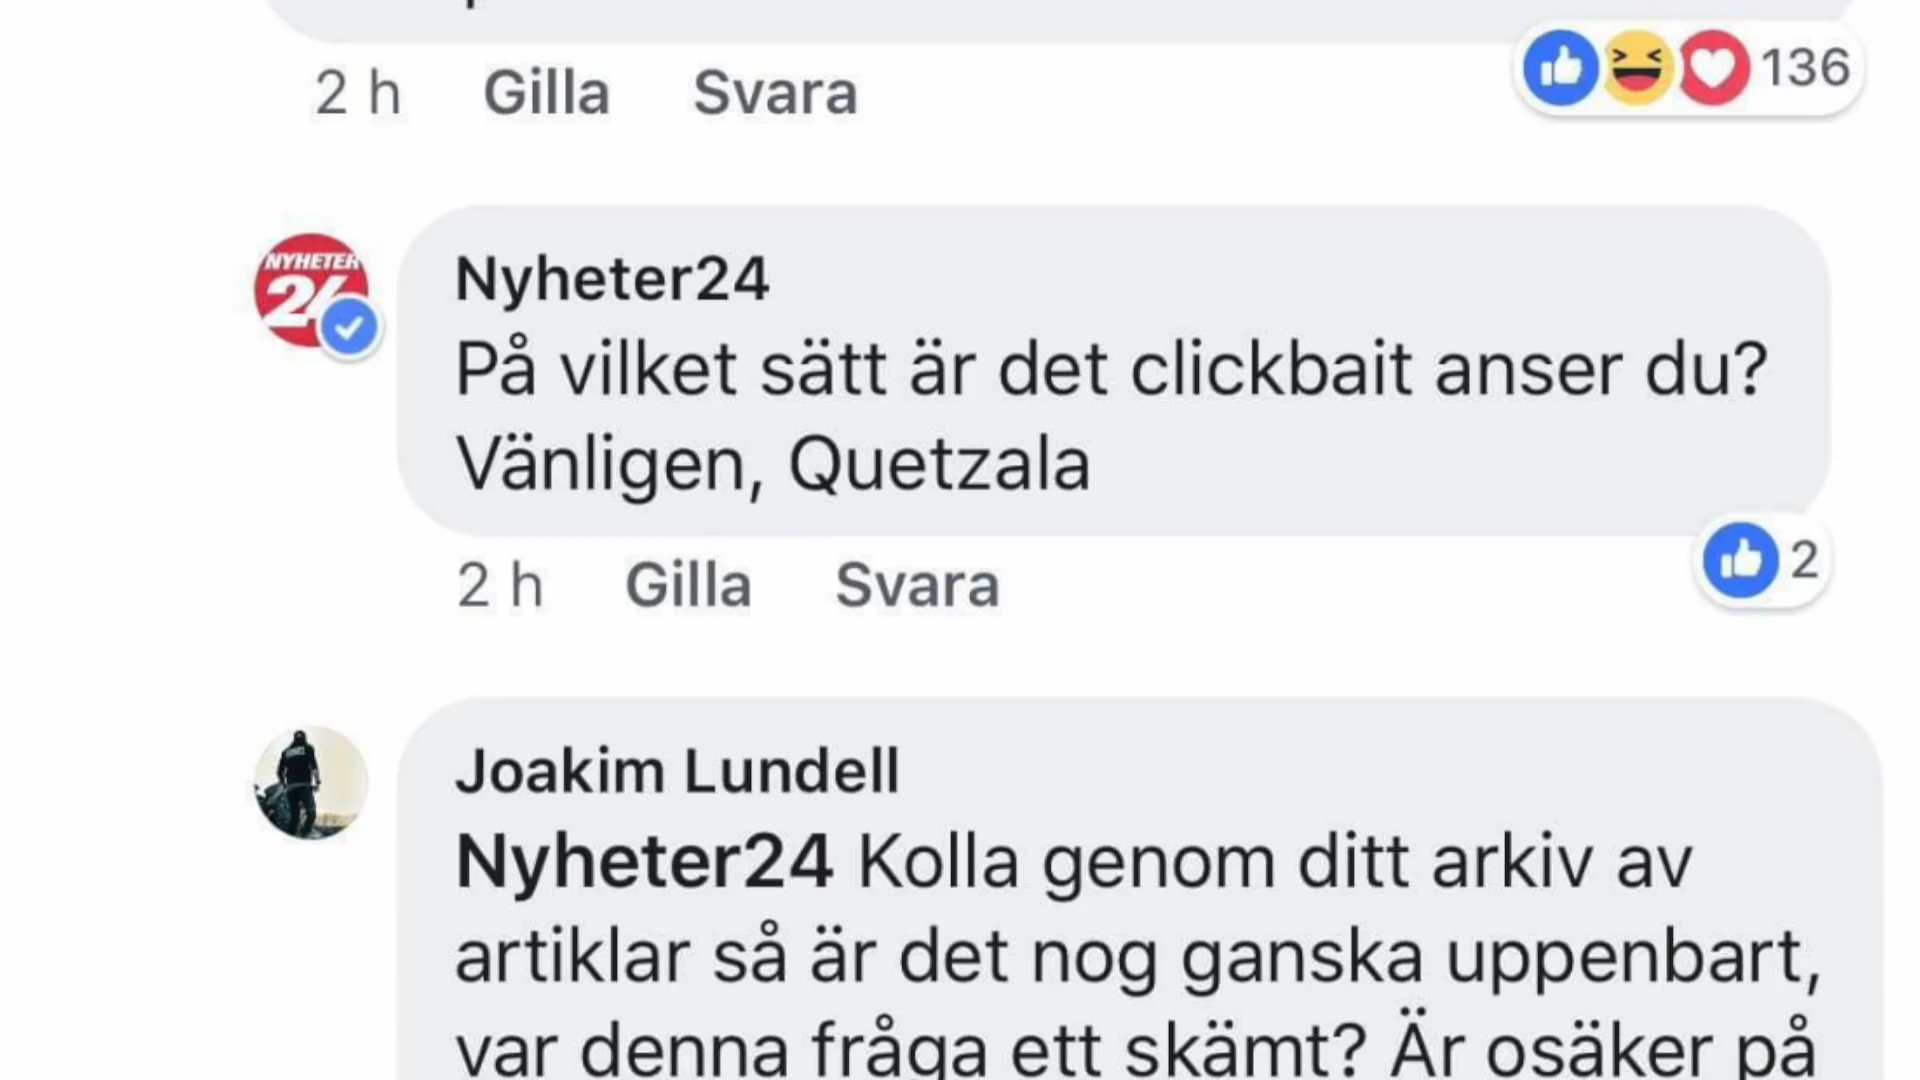 2 h Gilla Svara 136
NYHETER
24
Nyheter24
På vilket sätt är det clickbait anser du?
Vänligen, Quetzala
2 h Gilla Svara 2
Joakim Lundell
Nyheter24 Kolla genom ditt arkiv av
artiklar så är det nog ganska uppenbart,
var denna fråga ett skämt? Är osäker på